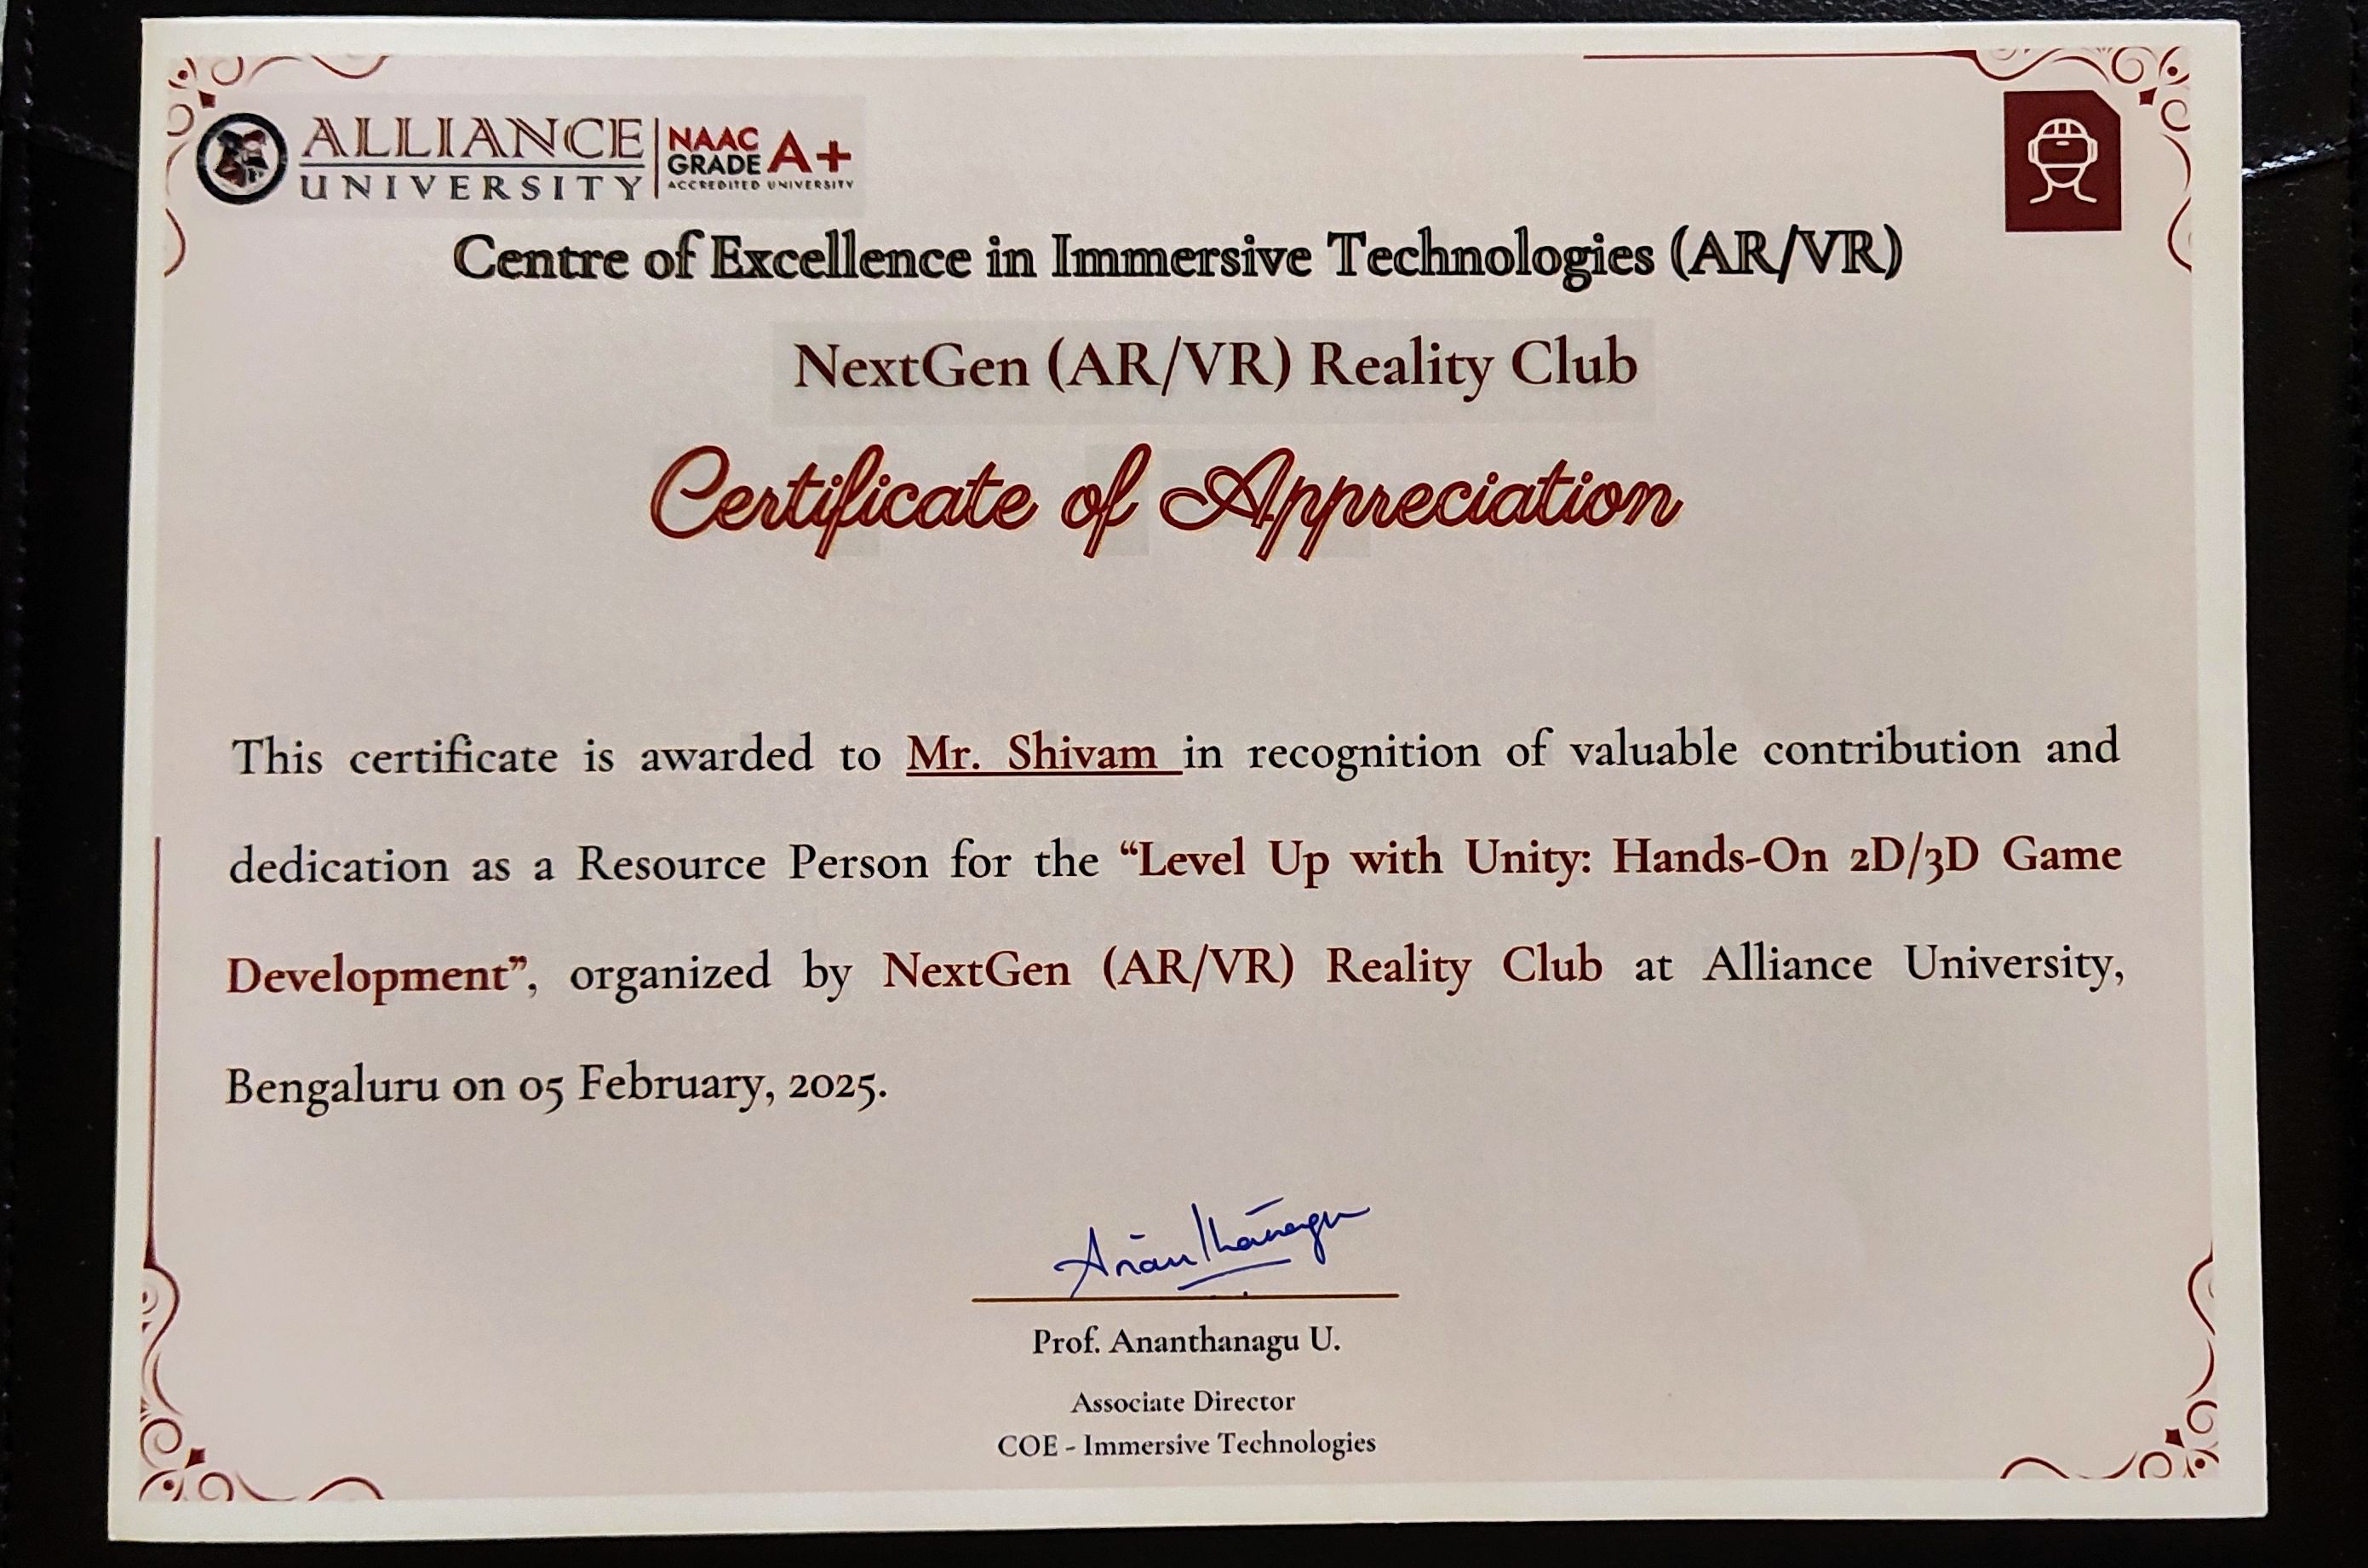 ALLIANCE
UNIVERSITY
NAAC
GRADE A+
ACCREDITED UNIVERSITY
Centre of Excellence in Immersive Technologies (AR/VR)
NextGen (AR/VR) Reality Club
Certificate of Appreciation
This certificate is awarded to Mr. Shivam in recognition of valuable contribution and
dedication as a Resource Person for the “Level Up with Unity: Hands-On 2D/3D Game
Development”, organized by NextGen (AR/VR) Reality Club at Alliance University,
Bengaluru on 05 February, 2025.
Ananthanagu
Prof. Ananthanagu U.
Associate Director
COE - Immersive Technologies